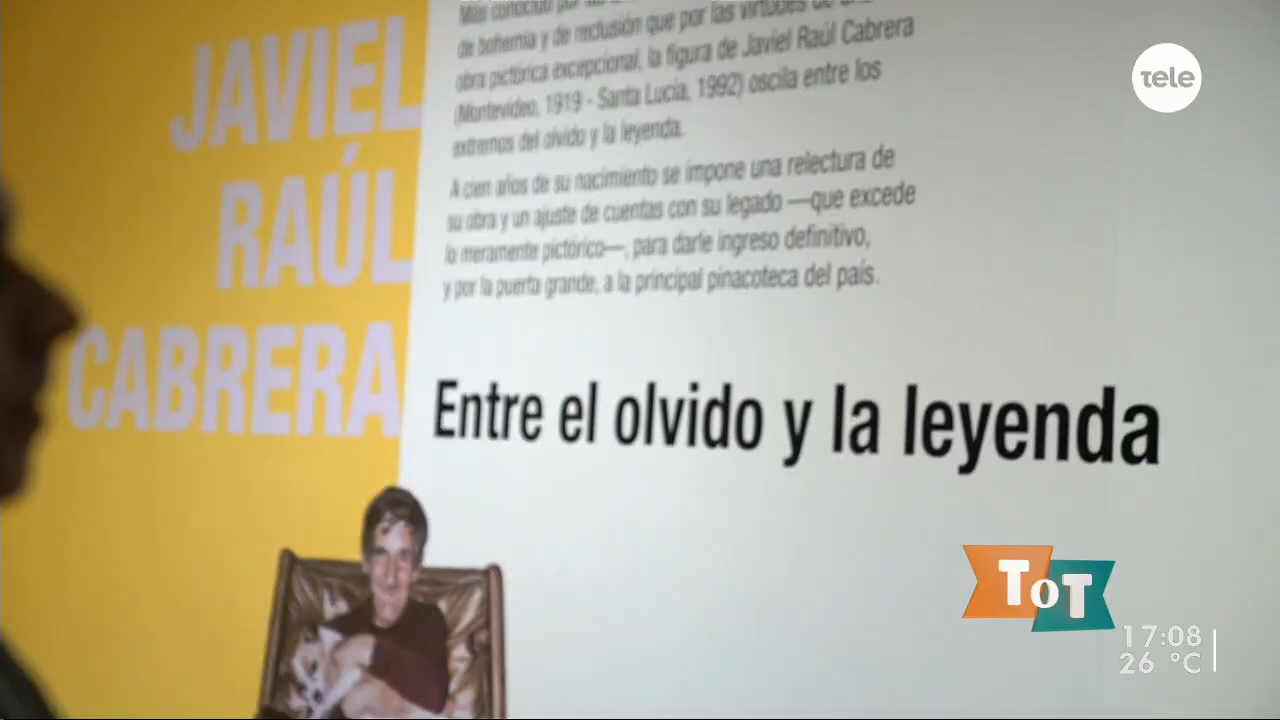 JAVIEL
RAÚL
CABRERA
Más conocido por
de bohemia y de reclusión que por las virtudes de una
obra pictórica excepcional, la figura de Javiel Raúl Cabrera
(Montevideo, 1919 - Santa Lucía, 1992) oscila entre los
extremos del olvido y la leyenda.
A cien años de su nacimiento se impone una relectura de
su obra y un ajuste de cuentas con su legado —que excede
lo meramente pictórico—, para darle ingreso definitivo,
y por la puerta grande, a la principal pinacoteca del país.
Entre el olvido y la leyenda
tele
ToT
17:08
26 °C